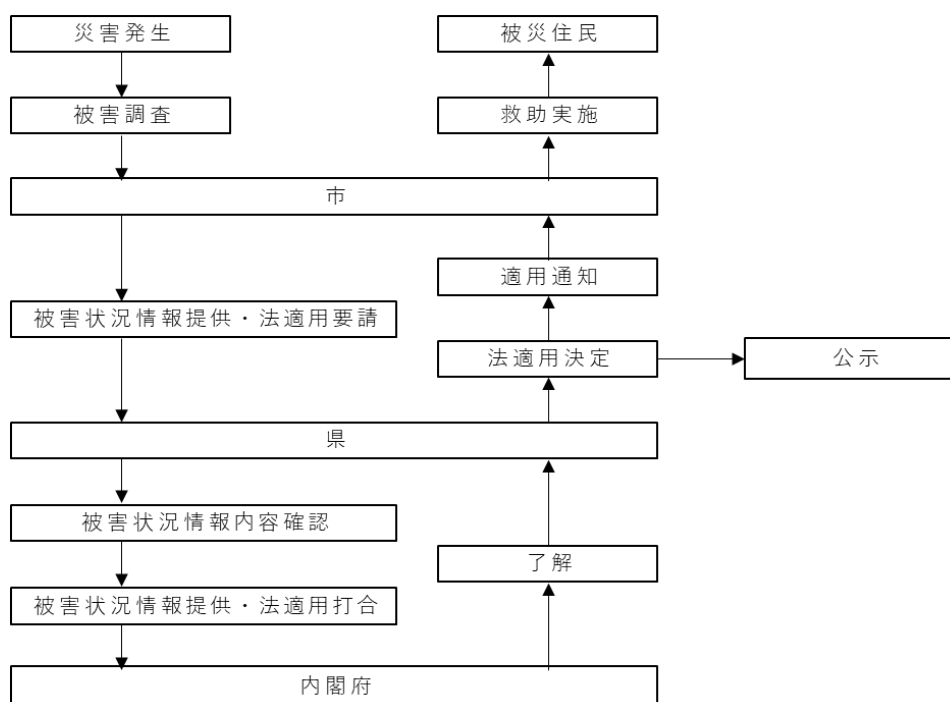 災害発生
被災住民
被害調査
救助実施
市
適用通知
被害状況情報提供・法適用要請
法適用決定
公示
県
被害状況情報内容確認
了解
被害状況情報提供・法適用打合
内閣府